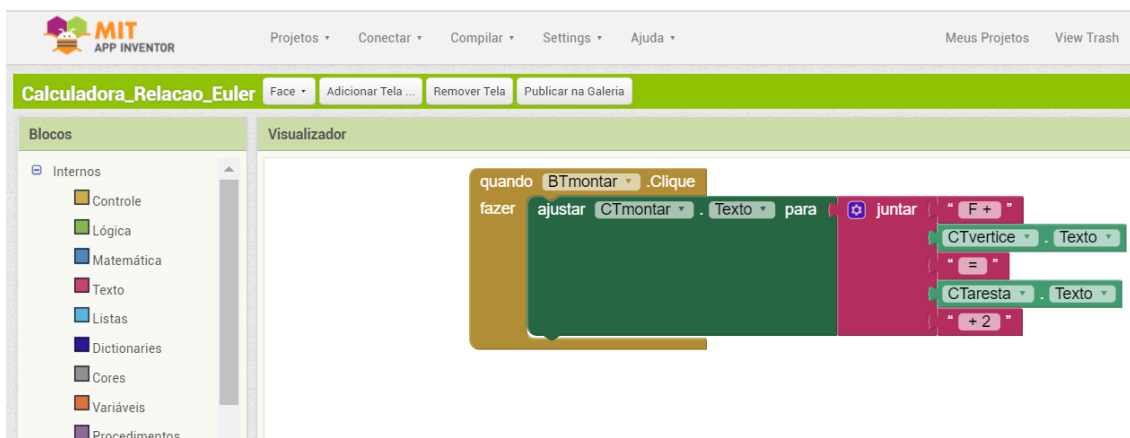 MIT
APP INVENTOR
Projetos Conectar Compilar Settings Ajuda Meus Projetos View Trash
Calculadora_Relacao_Euler Face Adicionar Tela ... Remover Tela Publicar na Galeria
Blocos Visualizador
Internos
Controle
Lógica
Matemática
Texto
Listas
Dictionaries
Cores
Variáveis
Procedimentos
quando BTmontar .Clique
fazer ajustar CTmontar . Texto para juntar " F + "
CTvertice . Texto
" = "
CTaresta . Texto
" + 2 "